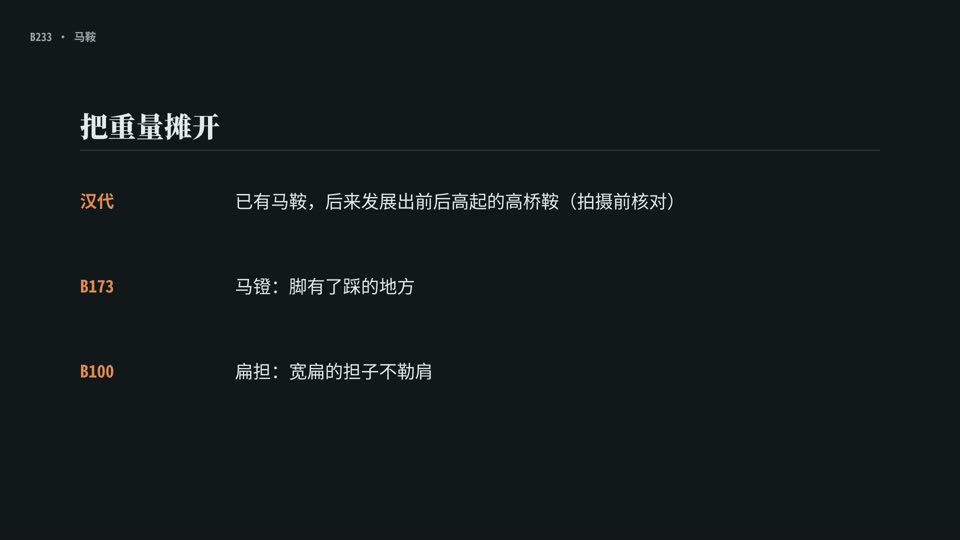 B233 · 马鞍
把重量摊开
汉代 已有马鞍，后来发展出前后高起的高桥鞍（拍摄前核对）
B173 马镫：脚有了踩的地方
B100 扁担：宽扁的担子不勒肩